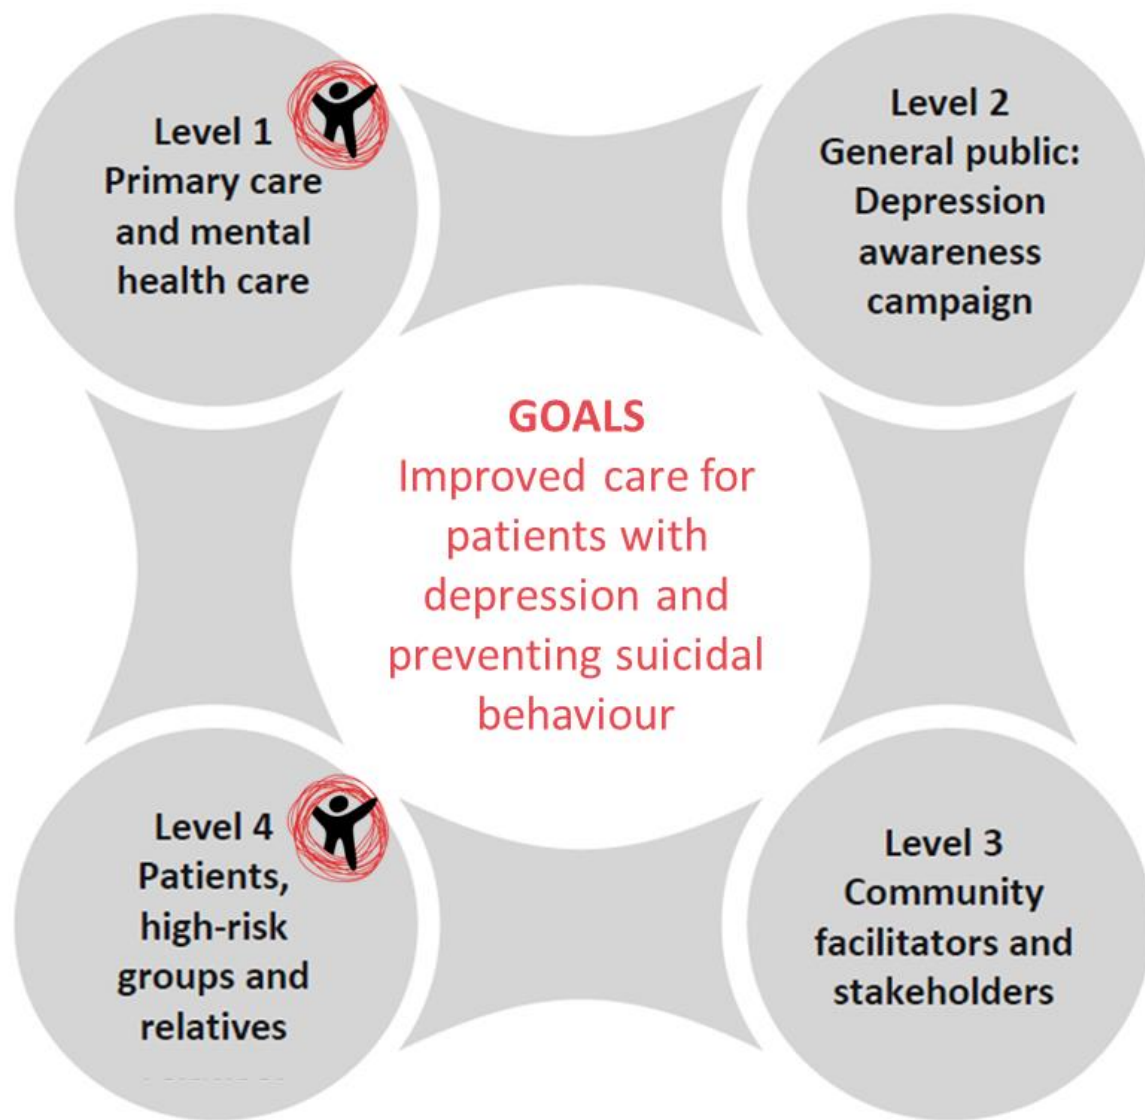 Level 1
Primary care
and mental
health care
Level 2
General public:
Depression
awareness
campaign
GOALS
Improved care for
patients with
depression and
preventing suicidal
behaviour
Level 4
Patients,
high-risk
groups and
relatives
Level 3
Community
facilitators and
stakeholders